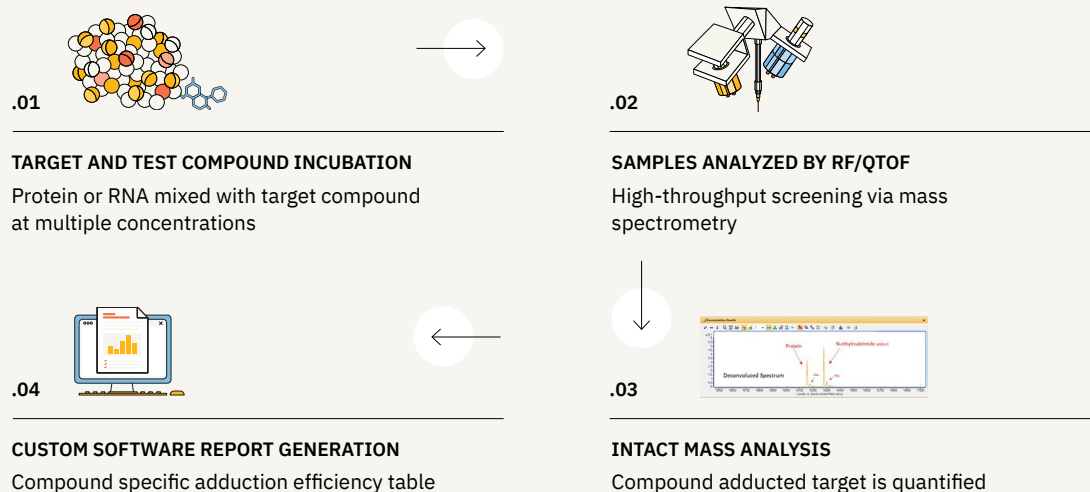 .01
TARGET AND TEST COMPOUND INCUBATION
Protein or RNA mixed with target compound
at multiple concentrations
.02
SAMPLES ANALYZED BY RF/QTOF
High-throughput screening via mass
spectrometry
.03
Protein
N-ethylmaleimide adduct
Deconvoluted Spectrum
INTACT MASS ANALYSIS
Compound adducted target is quantified
.04
CUSTOM SOFTWARE REPORT GENERATION
Compound specific adduction efficiency table